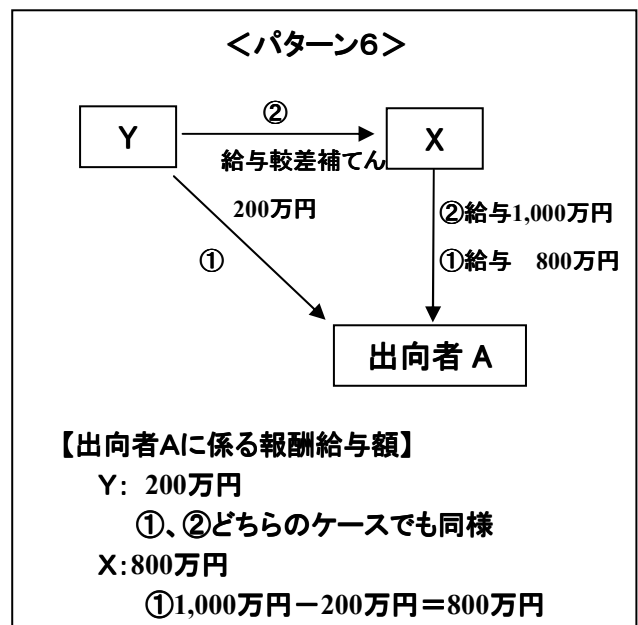 ＜パターン６＞
②
Y
X
給与較差補てん
200万円
②給与1,000万円
①
①給与　800万円
出向者 A
【出向者Aに係る報酬給与額】
Y： 200万円
①、②どちらのケースでも同様
X：800万円
①1,000万円－200万円＝800万円